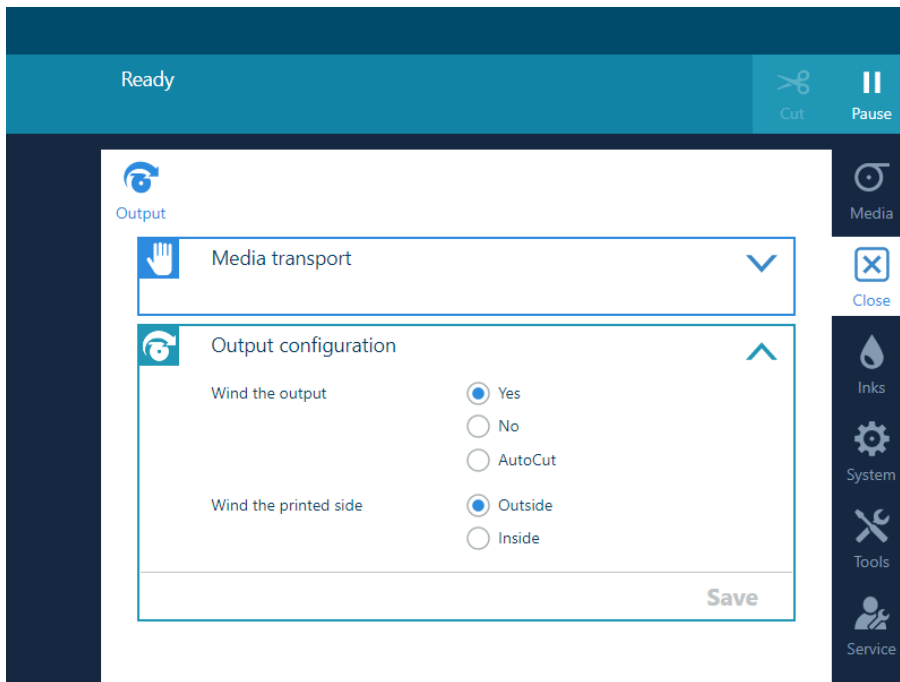 Ready
Cut
Pause
Output
Media
Media transport
Close
Output configuration
Wind the output
Yes
No
AutoCut
Wind the printed side
Outside
Inside
Save
Inks
System
Tools
Service